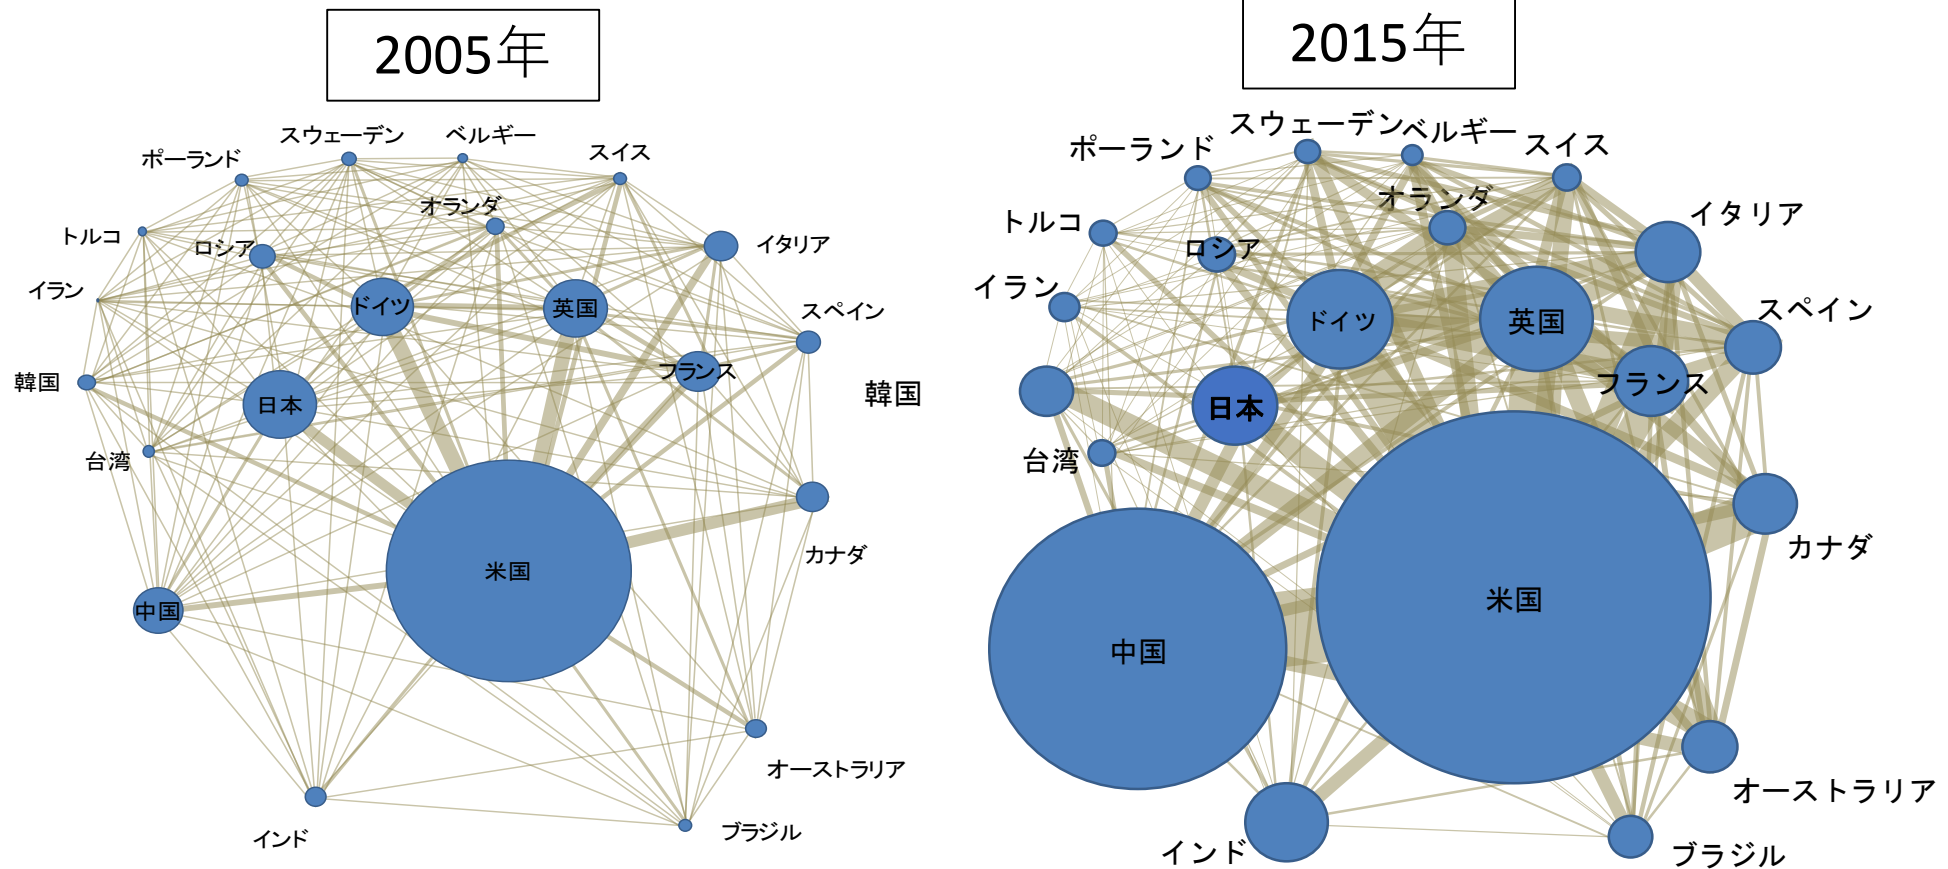 2005年
スウェーデン
ベルギー
スイス
ポーランド
オランダ
トルコ
ロシア
イタリア
イラン
ドイツ
英国
スペイン
フランス
韓国
日本
台湾
カナダ
米国
中国
オーストラリア
インド
ブラジル
2015年
スウェーデン
ベルギー
スイス
ポーランド
オランダ
トルコ
ロシア
イタリア
イラン
ドイツ
英国
スペイン
フランス
韓国
日本
台湾
カナダ
米国
中国
オーストラリア
インド
ブラジル